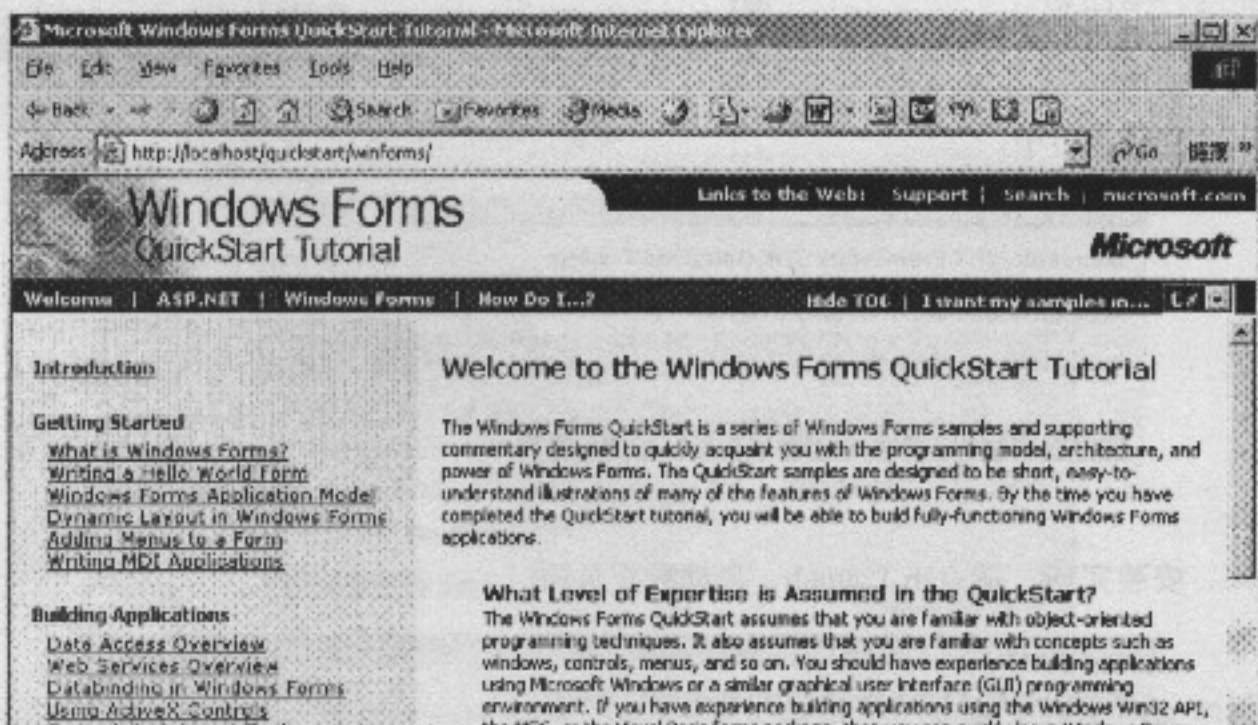 Microsoft Windows Forms QuickStart Tutorial - Microsoft Internet Explorer
File Edit View Favorites Tools Help
Back Search Favorites Media
Address http://localhost/quickstart/winforms/ Go
Windows Forms
QuickStart Tutorial
Links to the Web: Support | Search | microsoft.com
Microsoft
Welcome | ASP.NET | Windows Forms | How Do I...?
Hide TOC | I want my samples in...
Introduction
Getting Started
What is Windows Forms?
Writing a Hello World Form
Windows Forms Application Model
Dynamic Layout in Windows Forms
Adding Menus to a Form
Writing MDI Applications
Building Applications
Data Access Overview
Web Services Overview
Databinding in Windows Forms
Using ActiveX Controls
Welcome to the Windows Forms QuickStart Tutorial
The Windows Forms QuickStart is a series of Windows Forms samples and supporting
commentary designed to quickly acquaint you with the programming model, architecture, and
power of Windows Forms. The QuickStart samples are designed to be short, easy-to-
understand illustrations of many of the features of Windows Forms. By the time you have
completed the QuickStart tutorial, you will be able to build fully-functioning Windows Forms
applications.
What Level of Expertise is Assumed in the QuickStart?
The Windows Forms QuickStart assumes that you are familiar with object-oriented
programming techniques. It also assumes that you are familiar with concepts such as
windows, controls, menus, and so on. You should have experience building applications
using Microsoft Windows or a similar graphical user interface (GUI) programming
environment. If you have experience building applications using the Windows Win32 API,